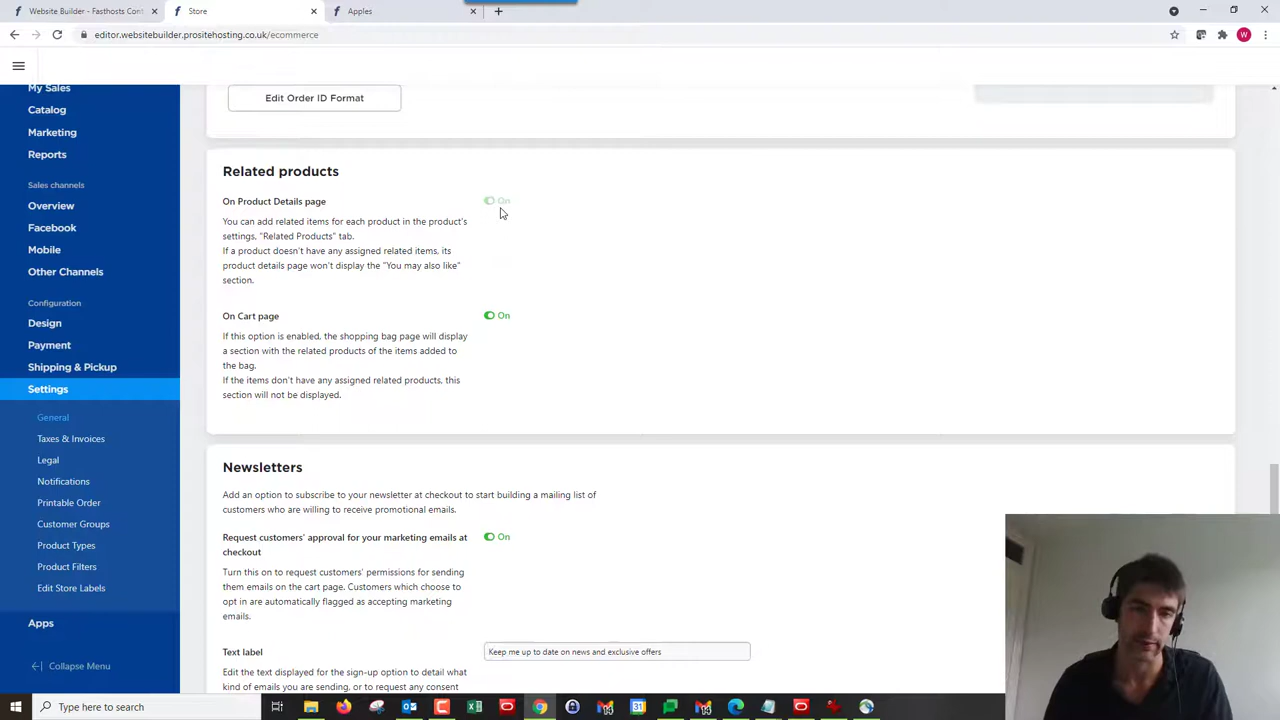 Website Builder - Fasthosts Cont
Store
Apples
editor.websitebuilder.prositehosting.co.uk/ecommerce
W
My Sales
Catalog
Marketing
Reports
Sales channels
Overview
Facebook
Mobile
Other Channels
Configuration
Design
Payment
Shipping & Pickup
Settings
General
Taxes & Invoices
Legal
Notifications
Printable Order
Customer Groups
Product Types
Product Filters
Edit Store Labels
Apps
Collapse Menu
Edit Order ID Format
Related products
On Product Details page
On
You can add related items for each product in the product's
settings, "Related Products" tab.
If a product doesn't have any assigned related items, its
product details page won't display the "You may also like"
section.
On Cart page
On
If this option is enabled, the shopping bag page will display
a section with the related products of the items added to
the bag.
If the items don't have any assigned related products, this
section will not be displayed.
Newsletters
Add an option to subscribe to your newsletter at checkout to start building a mailing list of
customers who are willing to receive promotional emails.
Request customers' approval for your marketing emails at
checkout
On
Turn this on to request customers' permissions for sending
them emails on the cart page. Customers which choose to
opt in are automatically flagged as accepting marketing
emails.
Text label
Keep me up to date on news and exclusive offers
Edit the text displayed for the sign-up option to detail what
kind of emails you are sending, or to request any consent
Type here to search